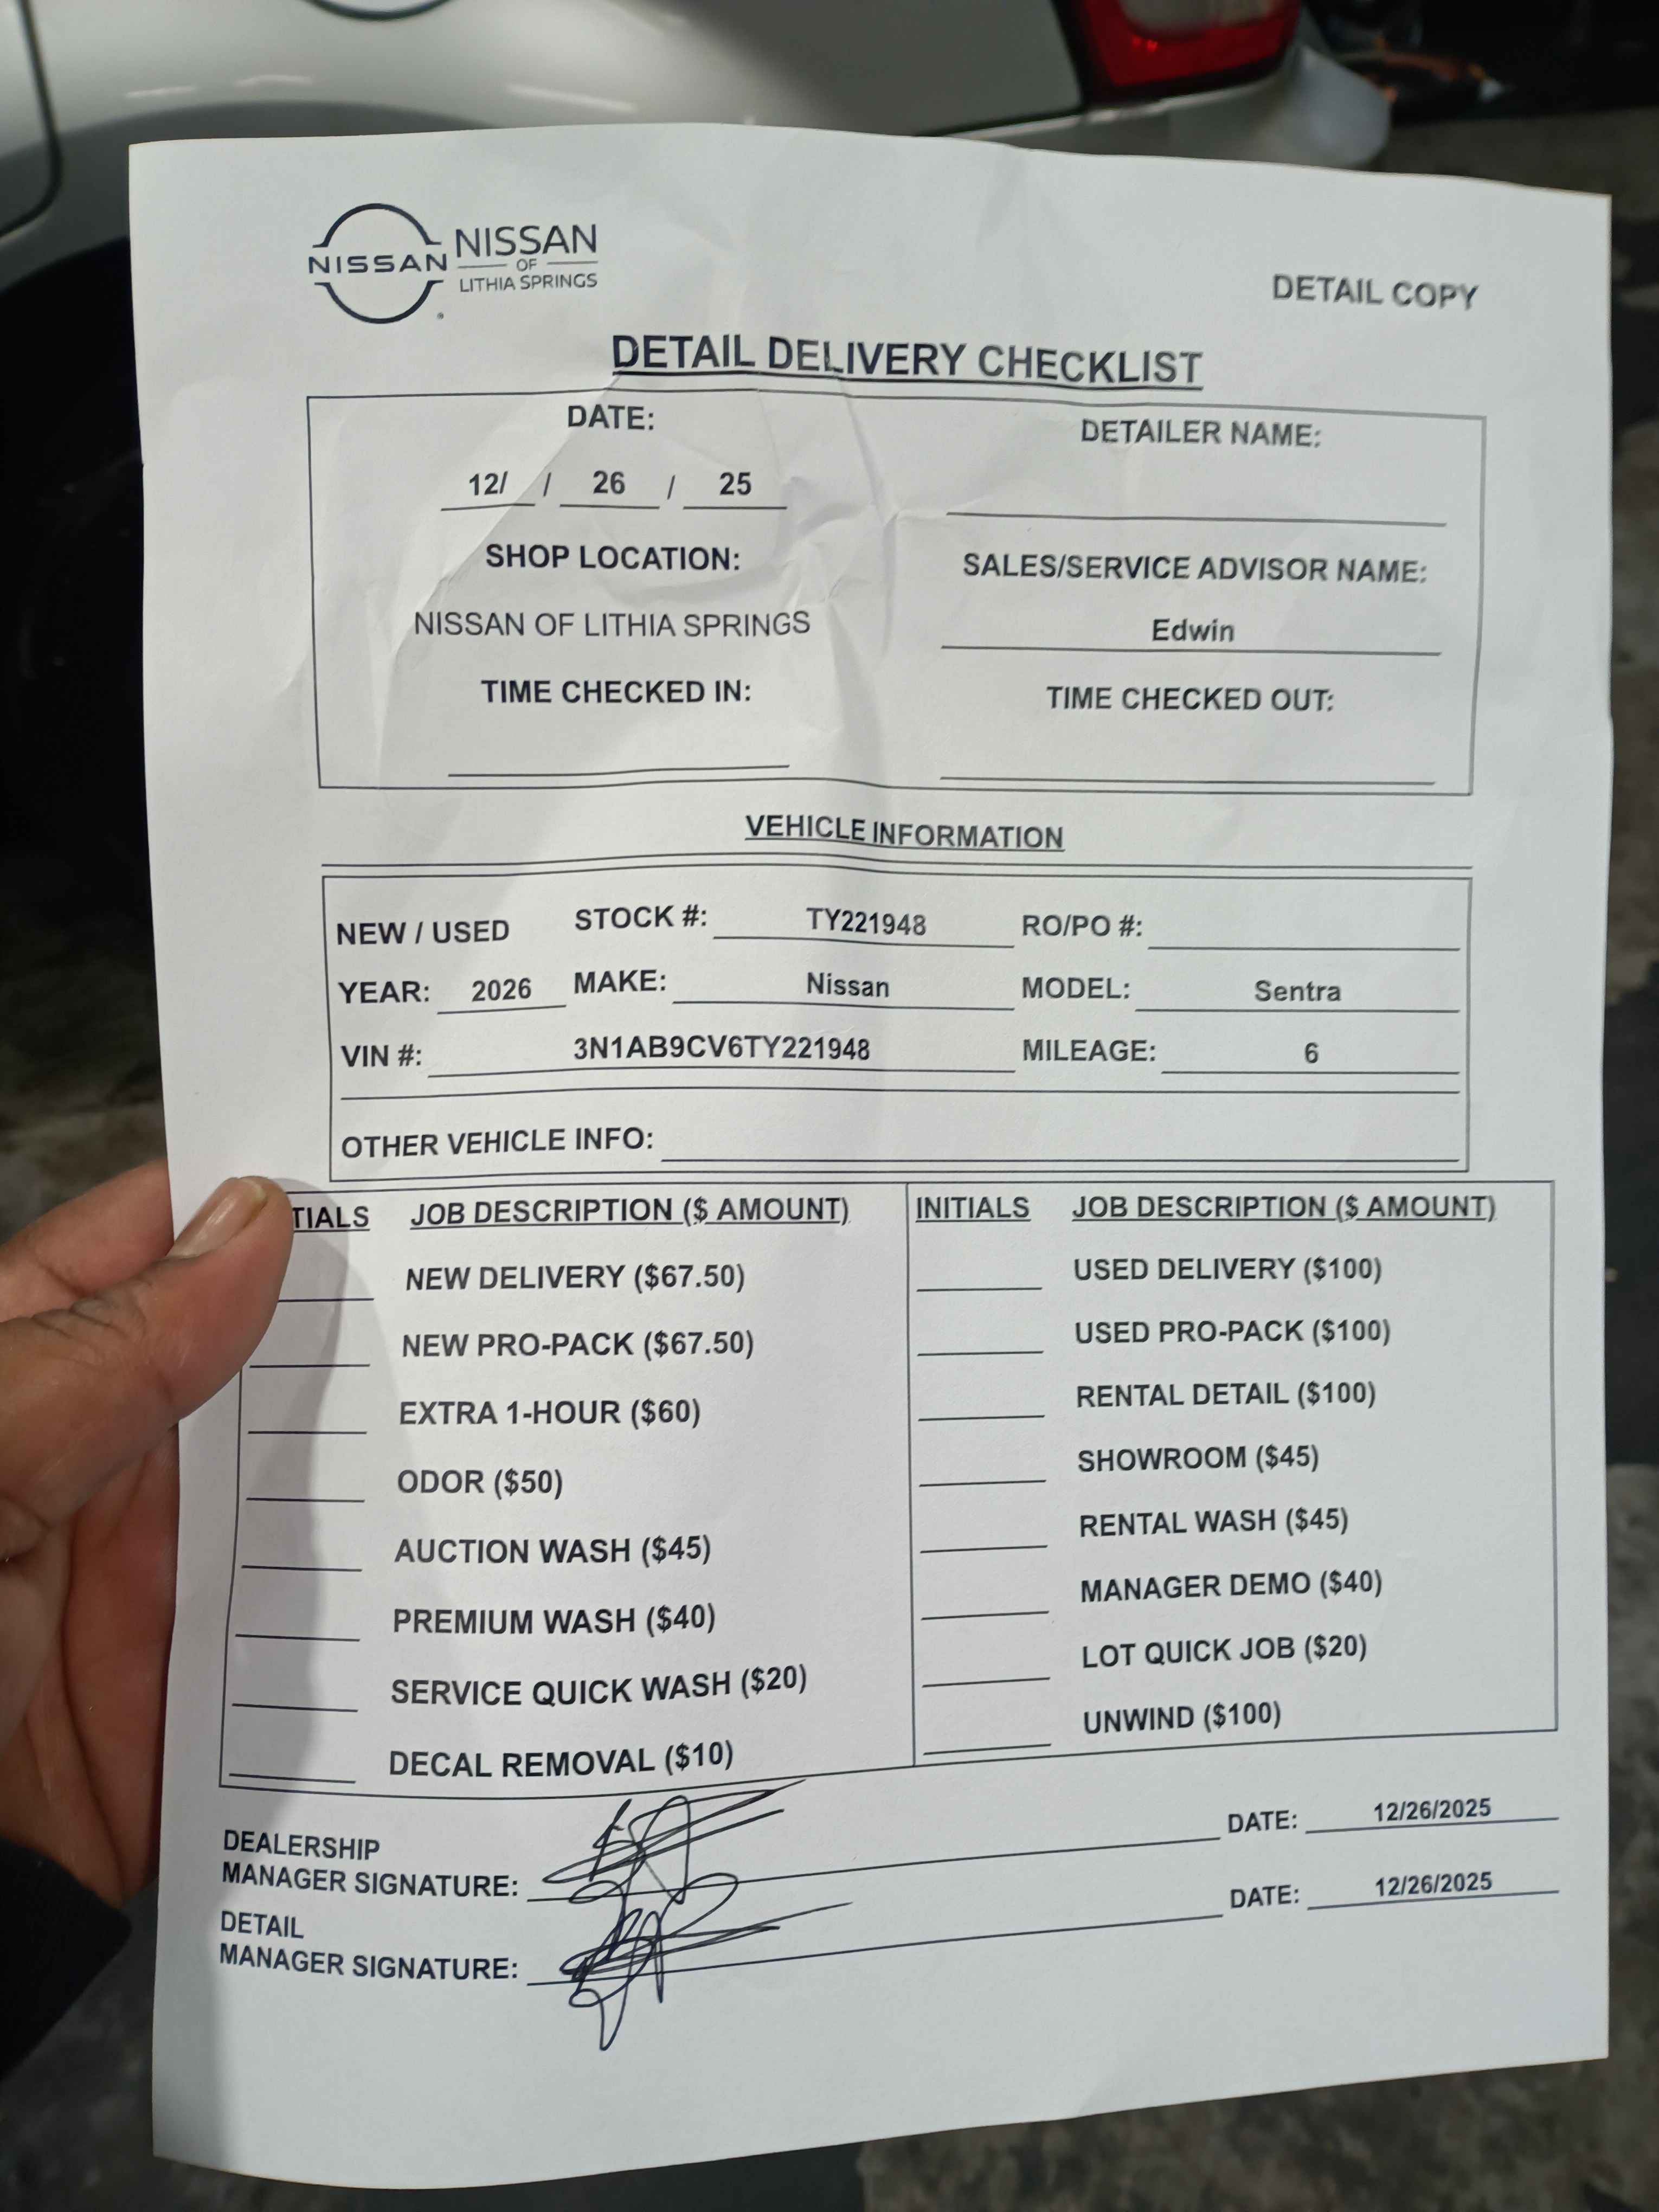 NISSAN
NISSAN
OF
LITHIA SPRINGS
DETAIL COPY
DETAIL DELIVERY CHECKLIST
DATE:
12/ / 26 / 25
DETAILER NAME:
SHOP LOCATION:
NISSAN OF LITHIA SPRINGS
SALES/SERVICE ADVISOR NAME:
Edwin
TIME CHECKED IN:
TIME CHECKED OUT:
VEHICLE INFORMATION
NEW / USED STOCK #: TY221948 RO/PO #:
YEAR: 2026 MAKE: Nissan MODEL: Sentra
VIN #: 3N1AB9CV6TY221948 MILEAGE: 6
OTHER VEHICLE INFO:
TIALS JOB DESCRIPTION ($ AMOUNT) INITIALS JOB DESCRIPTION ($ AMOUNT)
NEW DELIVERY ($67.50) USED DELIVERY ($100)
NEW PRO-PACK ($67.50) USED PRO-PACK ($100)
EXTRA 1-HOUR ($60) RENTAL DETAIL ($100)
ODOR ($50) SHOWROOM ($45)
AUCTION WASH ($45) RENTAL WASH ($45)
PREMIUM WASH ($40) MANAGER DEMO ($40)
SERVICE QUICK WASH ($20) LOT QUICK JOB ($20)
DECAL REMOVAL ($10) UNWIND ($100)
DEALERSHIP
MANAGER SIGNATURE: DATE: 12/26/2025
DETAIL
MANAGER SIGNATURE: DATE: 12/26/2025